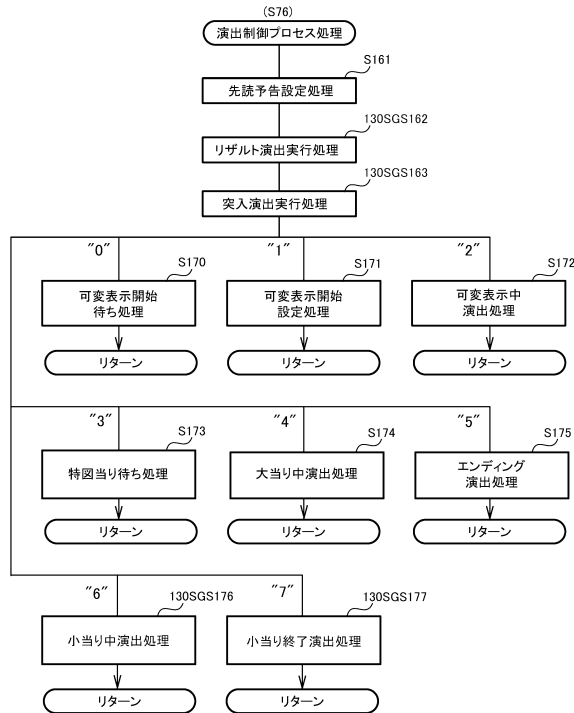 (S76)
演出制御プロセス処理
S161
先読予告設定処理
130SGS162
リザルト演出実行処理
130SGS163
突入演出実行処理
"0"
"1"
"2"
S170
S171
S172
可変表示開始
待ち処理
可変表示開始
設定処理
可変表示中
演出処理
リターン
リターン
リターン
"3"
"4"
"5"
S173
S174
S175
特図当り待ち処理
大当り中演出処理
エンディング
演出処理
リターン
リターン
リターン
"6"
"7"
130SGS176
130SGS177
小当り中演出処理
小当り終了演出処理
リターン
リターン